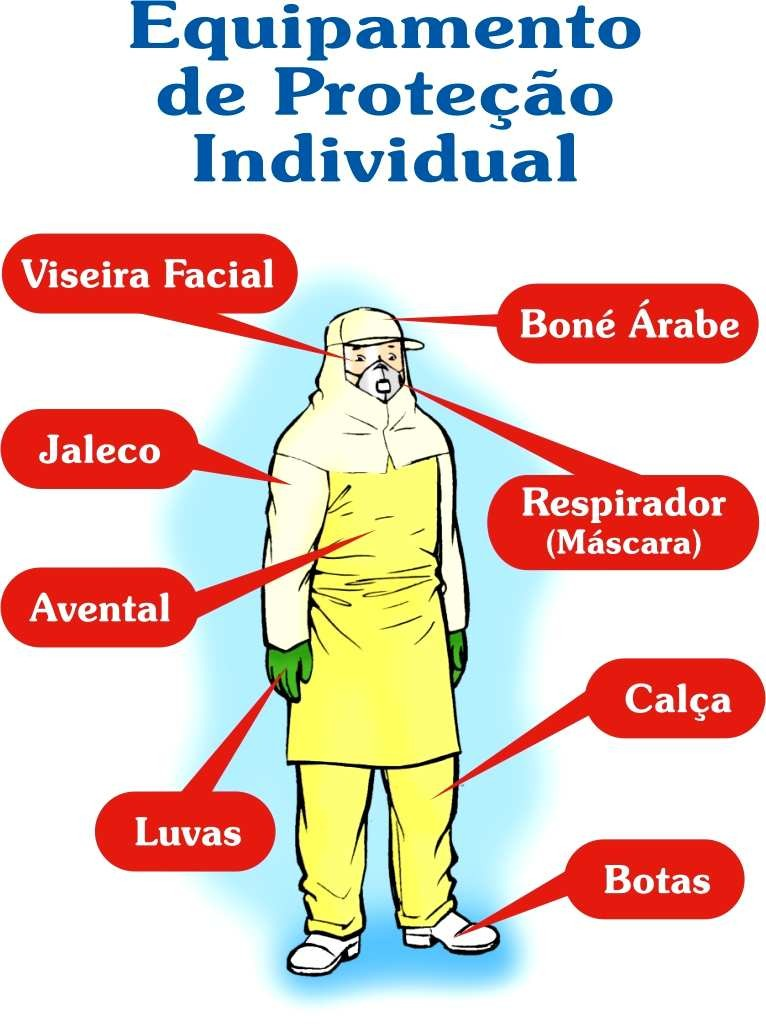 Equipamento
de Proteção
Individual
Viseira Facial
Boné Árabe
Jaleco
Respirador
(Máscara)
Avental
Calça
Luvas
Botas